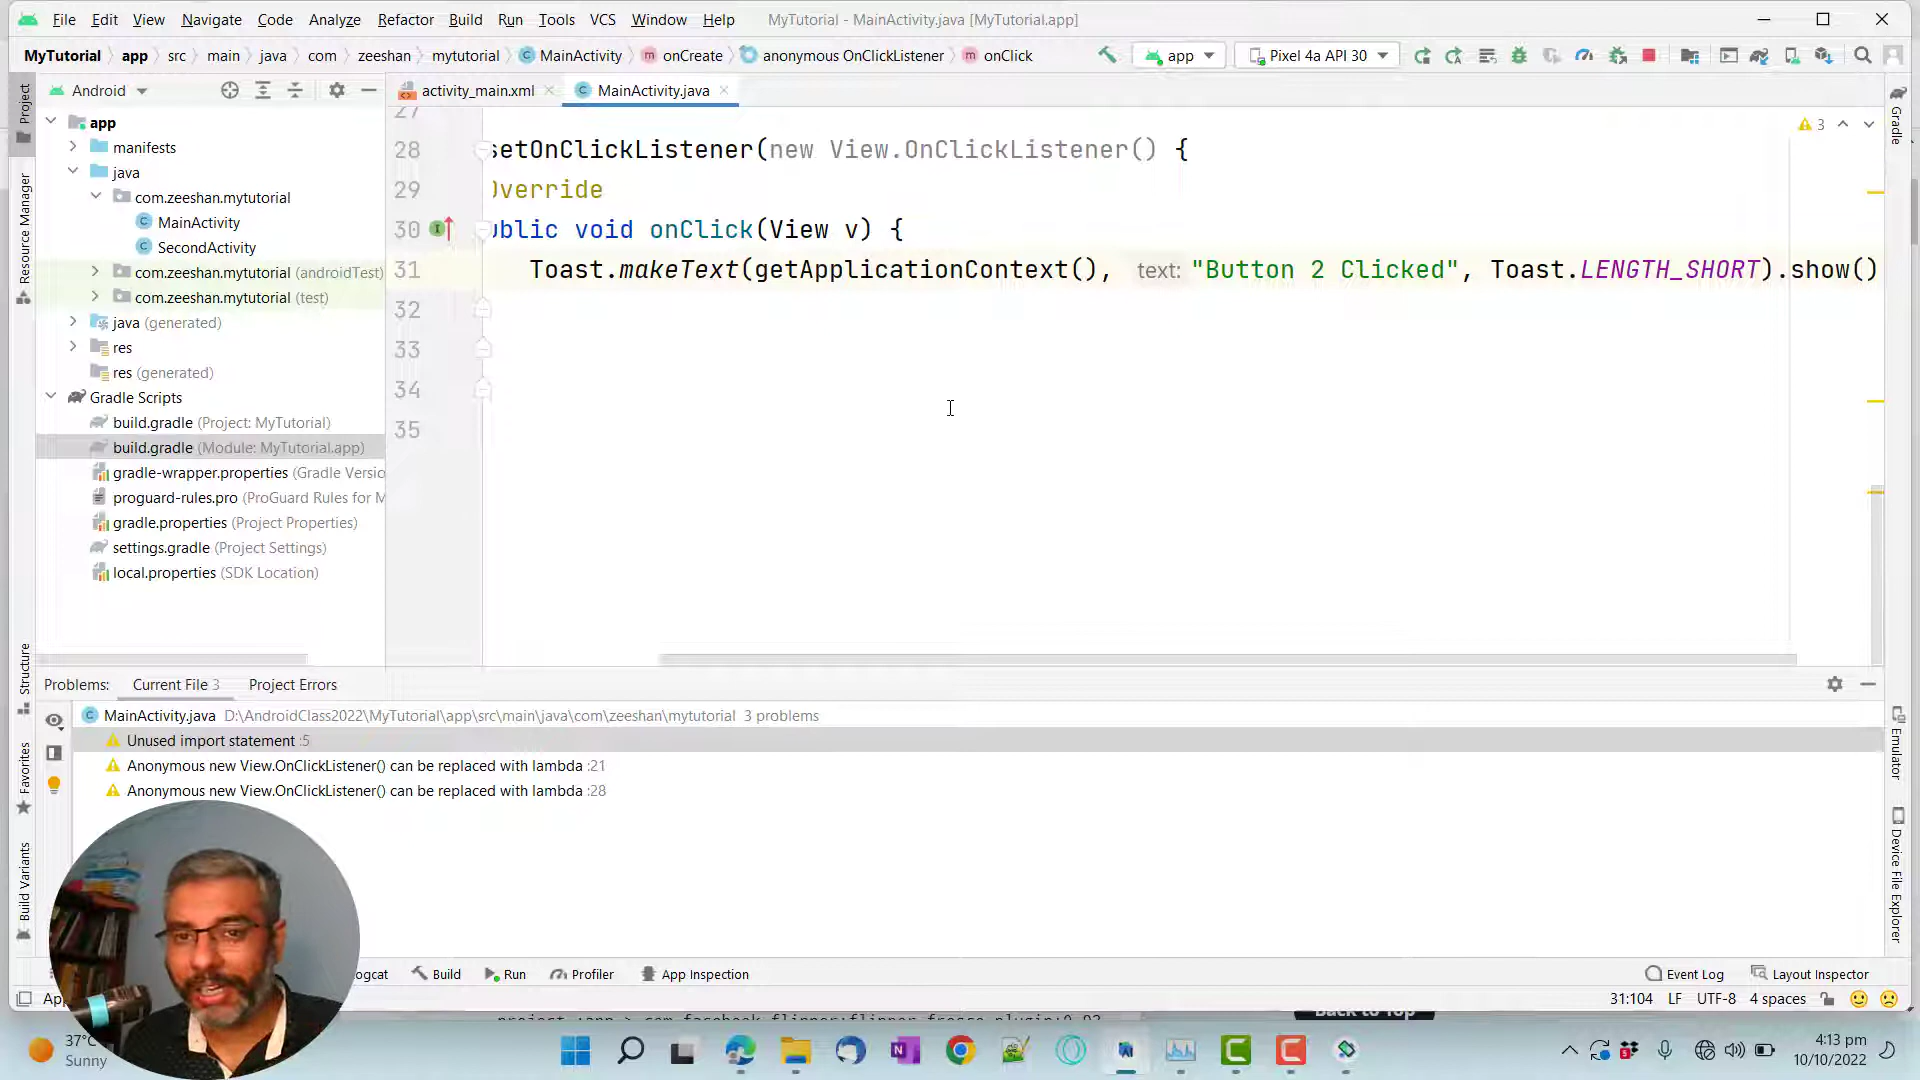 File Edit View Navigate Code Analyze Refactor Build Run Tools VCS Window Help MyTutorial - MainActivity.java [MyTutorial.app]
MyTutorial app src main java com zeeshan mytutorial MainActivity onCreate anonymous OnClickListener onClick app Pixel 4a API 30
Project
Android
activity_main.xml
MainActivity.java
Gradle
app
manifests
java
com.zeeshan.mytutorial
MainActivity
SecondActivity
com.zeeshan.mytutorial (androidTest)
com.zeeshan.mytutorial (test)
java (generated)
res
res (generated)
Gradle Scripts
build.gradle (Project: MyTutorial)
build.gradle (Module: MyTutorial.app)
gradle-wrapper.properties (Gradle Versio
proguard-rules.pro (ProGuard Rules for M
gradle.properties (Project Properties)
settings.gradle (Project Settings)
local.properties (SDK Location)
Resource Manager
Structure
Favorites
Build Variants
3
27
28 setOnClickListener(new View.OnClickListener() {
29 Override
30 ublic void onClick(View v) {
31 Toast.makeText(getApplicationContext(), text: "Button 2 Clicked", Toast.LENGTH_SHORT).show()
32
33
34
35
Problems: Current File 3 Project Errors
MainActivity.java D:\AndroidClass2022\MyTutorial\app\src\main\java\com\zeeshan\mytutorial 3 problems
Unused import statement :5
Anonymous new View.OnClickListener() can be replaced with lambda :21
Anonymous new View.OnClickListener() can be replaced with lambda :28
Emulator
Device File Explorer
ogcat Build Run Profiler App Inspection Event Log Layout Inspector
31:104 LF UTF-8 4 spaces
Back to Top
37°C
Sunny
4:13 pm
10/10/2022